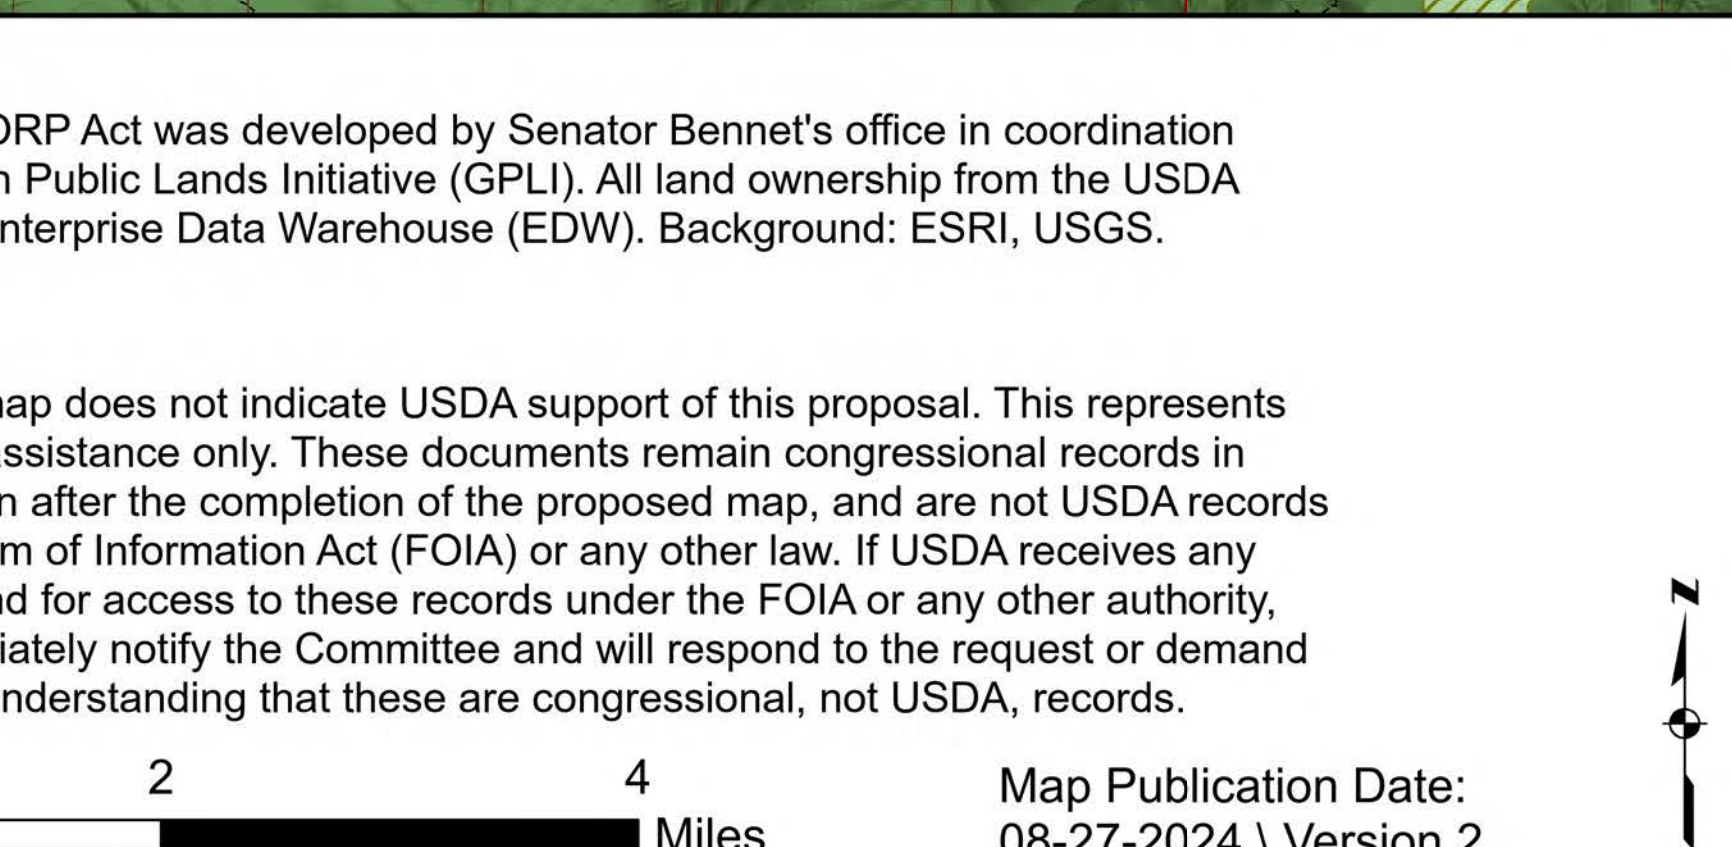 ORP Act was developed by Senator Bennet's office in coordination
Public Lands Initiative (GPLI). All land ownership from the USDA
nterprise Data Warehouse (EDW). Background: ESRI, USGS.
ap does not indicate USDA support of this proposal. This represents
ssistance only. These documents remain congressional records in
n after the completion of the proposed map, and are not USDA records
m of Information Act (FOIA) or any other law. If USDA receives any
d for access to these records under the FOIA or any other authority,
iately notify the Committee and will respond to the request or demand
nderstanding that these are congressional, not USDA, records.
2 4
Miles
Map Publication Date:
08-27-2024 \ Version 2
N